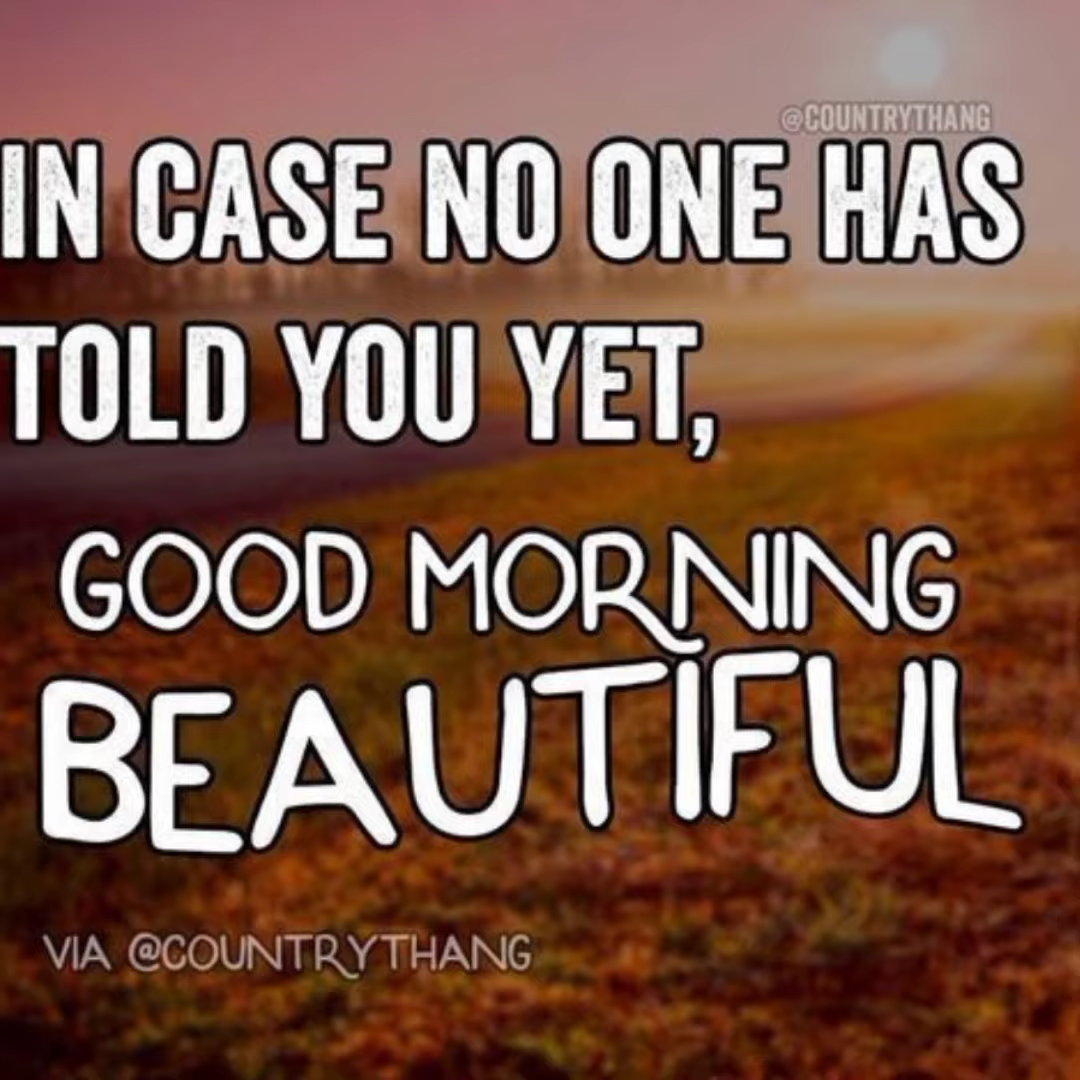 @COUNTRYTHANG
IN CASE NO ONE HAS
TOLD YOU YET,
GOOD MORNING
BEAUTIFUL
VIA @COUNTRYTHANG